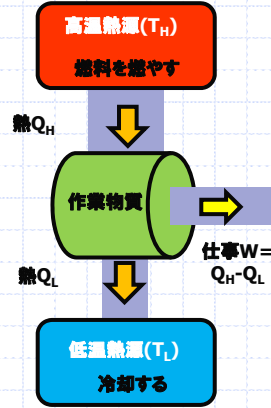 高温熱源(TH)
燃料を燃やす
熱QH
作業物質
仕事W=
QH-QL
熱QL
低温熱源(TL)
冷却する